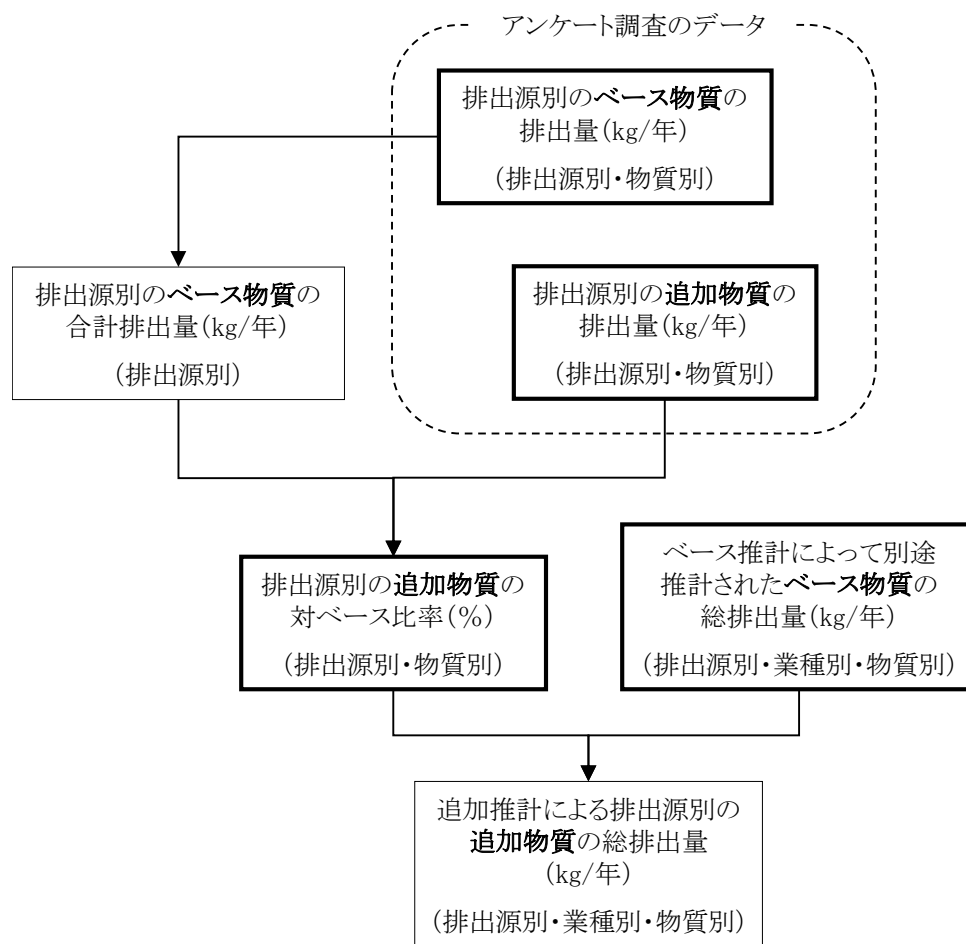 アンケート調査のデータ
排出源別のベース物質の
排出量(kg/年)
(排出源別・物質別)
排出源別のベース物質の
合計排出量(kg/年)
(排出源別)
排出源別の追加物質の
排出量(kg/年)
(排出源別・物質別)
排出源別の追加物質の
対ベース比率(%)
(排出源別・物質別)
ベース推計によって別途
推計されたベース物質の
総排出量(kg/年)
(排出源別・業種別・物質別)
追加推計による排出源別の
追加物質の総排出量
(kg/年)
(排出源別・業種別・物質別)